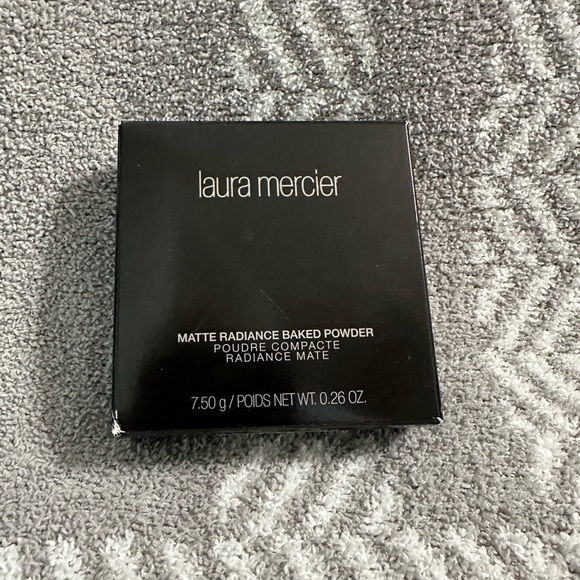 laura mercier
MATTE RADIANCE BAKED POWDER
POUDRE COMPACTE
RADIANCE MATE
7.50 g / POIDS NET WT. 0.26 OZ.